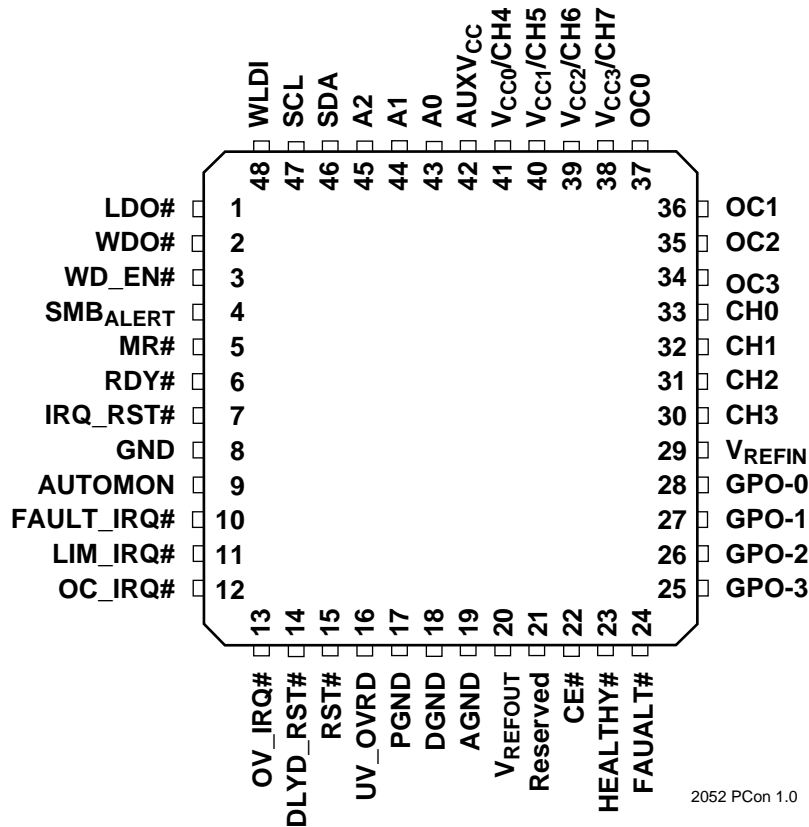 WLDI
SCL
SDA
A2
A1
A0
AUXVCC
VCC0/CH4
VCC1/CH5
VCC2/CH6
VCC3/CH7
OC0
48 47 46 45 44 43 42 41 40 39 38 37
LDO# 1 36 OC1
WDO# 2 35 OC2
WD_EN# 3 34 OC3
SMBALERT 4 33 CH0
MR# 5 32 CH1
RDY# 6 31 CH2
IRQ_RST# 7 30 CH3
GND 8 29 VREFIN
AUTOMON 9 28 GPO-0
FAULT_IRQ# 10 27 GPO-1
LIM_IRQ# 11 26 GPO-2
OC_IRQ# 12 25 GPO-3
13 14 15 16 17 18 19 20 21 22 23 24
OV_IRQ#
DLYD_RST#
RST#
UV_OVRD
PGND
DGND
AGND
VREFOUT
Reserved
CE#
HEALTHY#
FAUALT#
2052 PCon 1.0